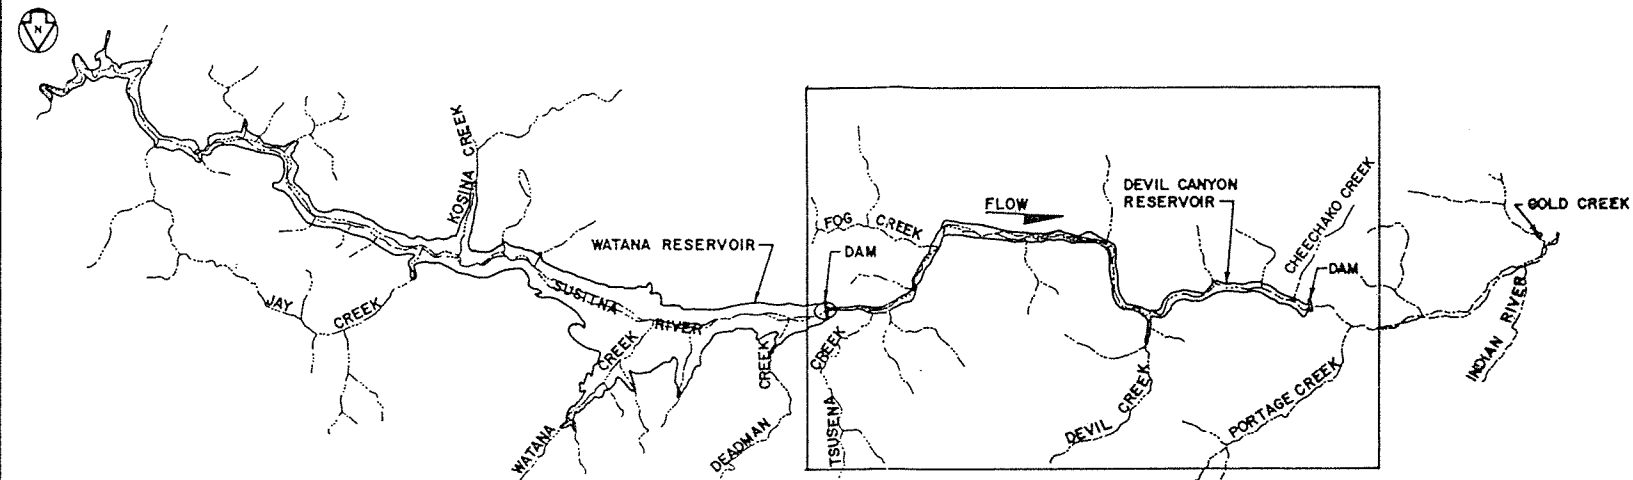 N
KOSINA CREEK
WATANA RESERVOIR
DAM
FOG CREEK
FLOW
DEVIL CANYON
RESERVOIR
CHEECHAKO CREEK
DAM
GOLD CREEK
JAY CREEK
SUSITNA RIVER
WATANA CREEK
DEADMAN CREEK
TSUSENA CREEK
DEVIL CREEK
PORTAGE CREEK
INDIAN RIVER